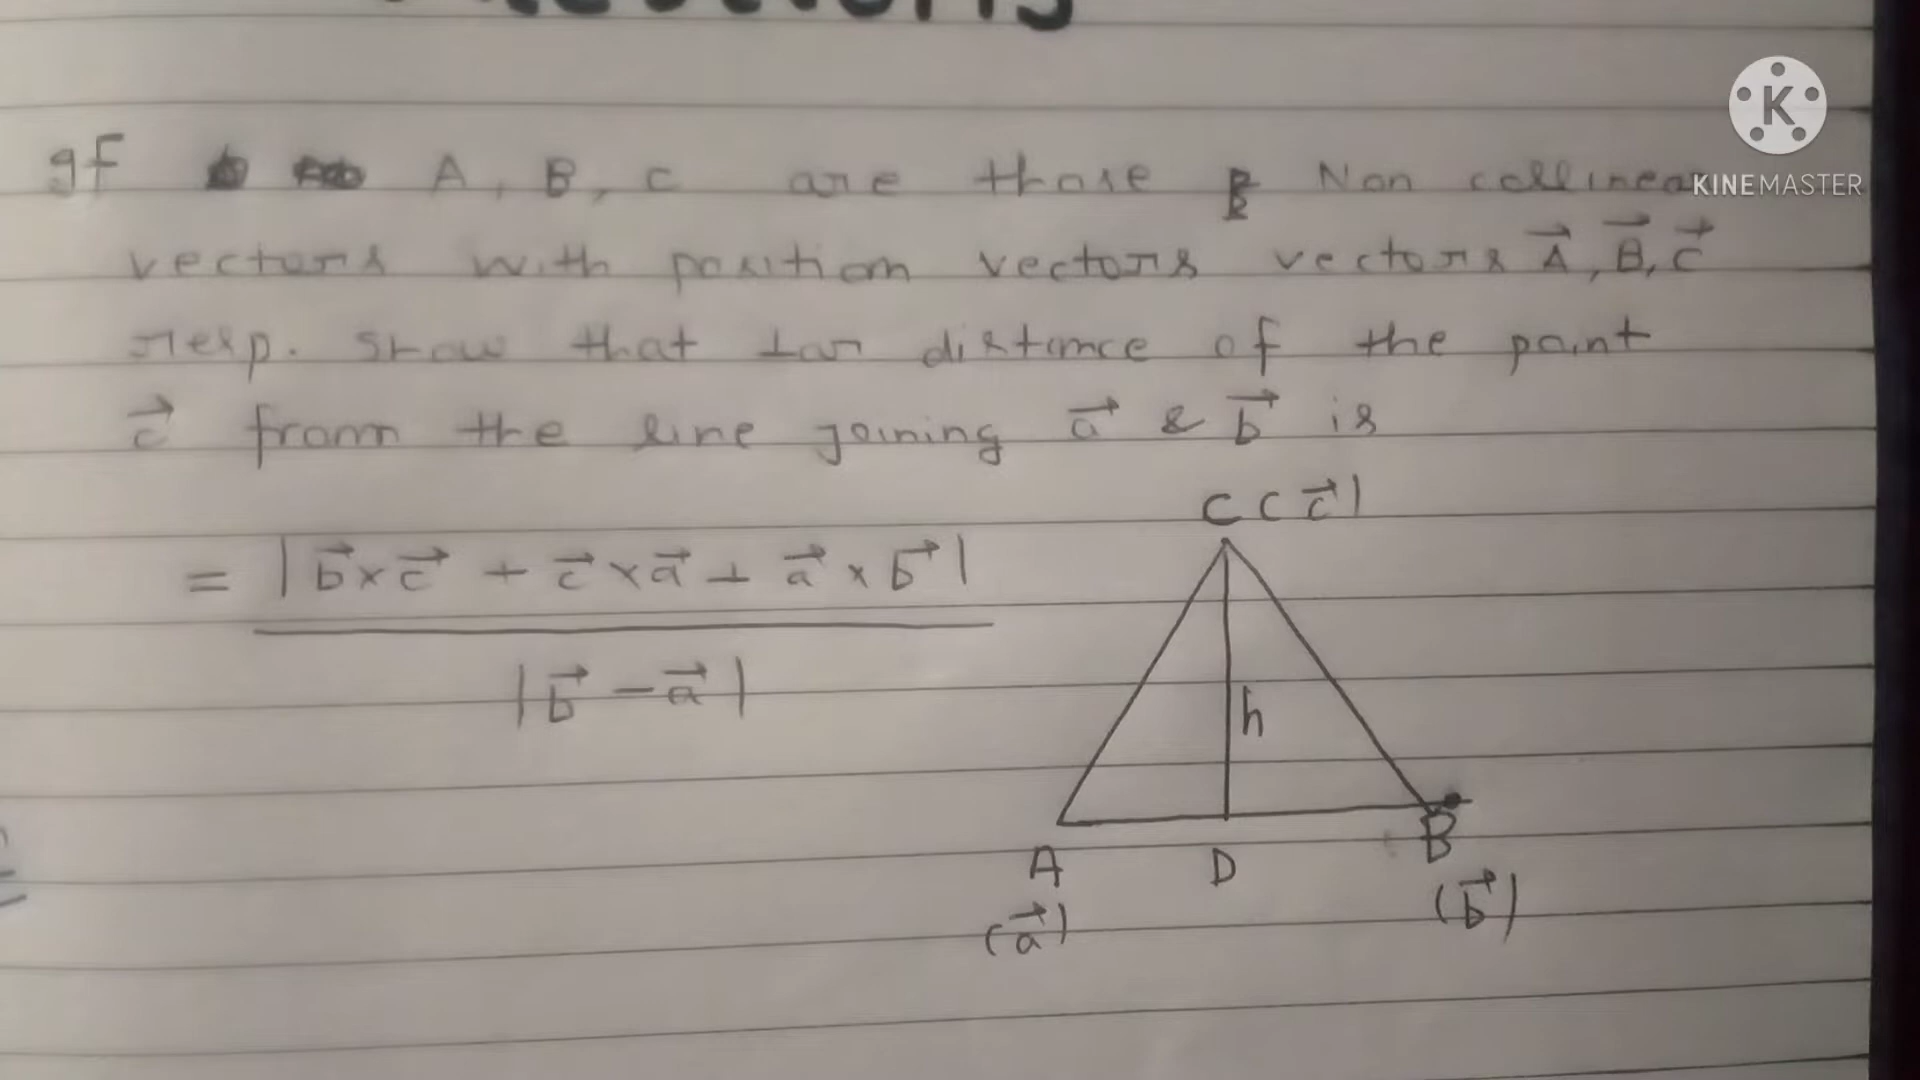 If A, B, C are those Non collinear
vectors with position vectors vectors A⃗, B⃗, C⃗
resp. Show that ⊥ar distance of the point
c⃗ from the line joining a⃗ & b⃗ is
= |b⃗ × c⃗ + c⃗ × a⃗ + a⃗ × b⃗|
|b⃗ - a⃗|
C (c⃗)
h
A D B
(a⃗) (b⃗)
K
KINEMASTER